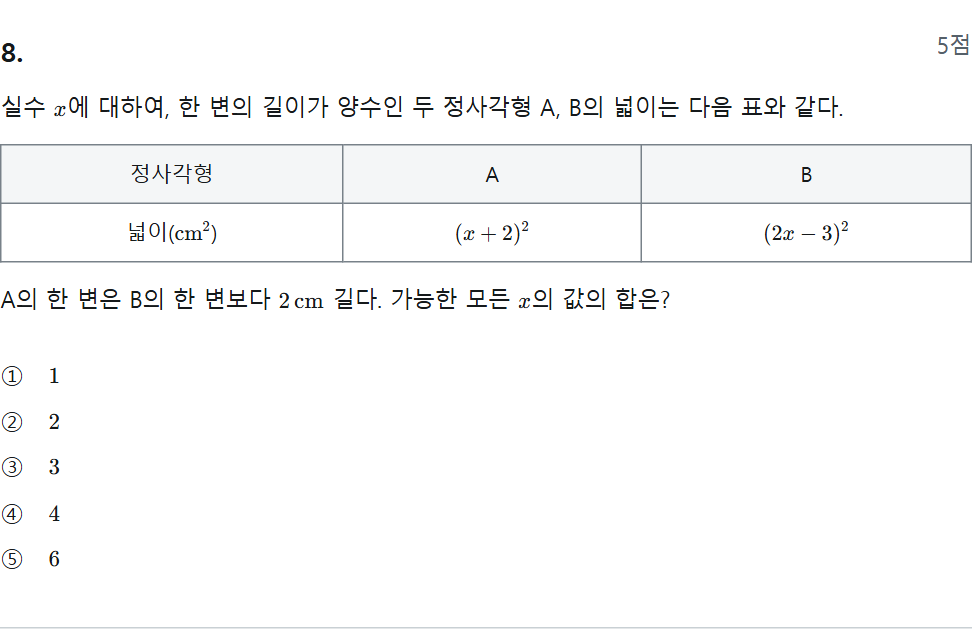 5점
8.
실수 x에 대하여, 한 변의 길이가 양수인 두 정사각형 A, B의 넓이는 다음 표와 같다.
정사각형 A B
넓이(cm²) (x + 2)² (2x − 3)²
A의 한 변은 B의 한 변보다 2 cm 길다. 가능한 모든 x의 값의 합은?
① 1
② 2
③ 3
④ 4
⑤ 6